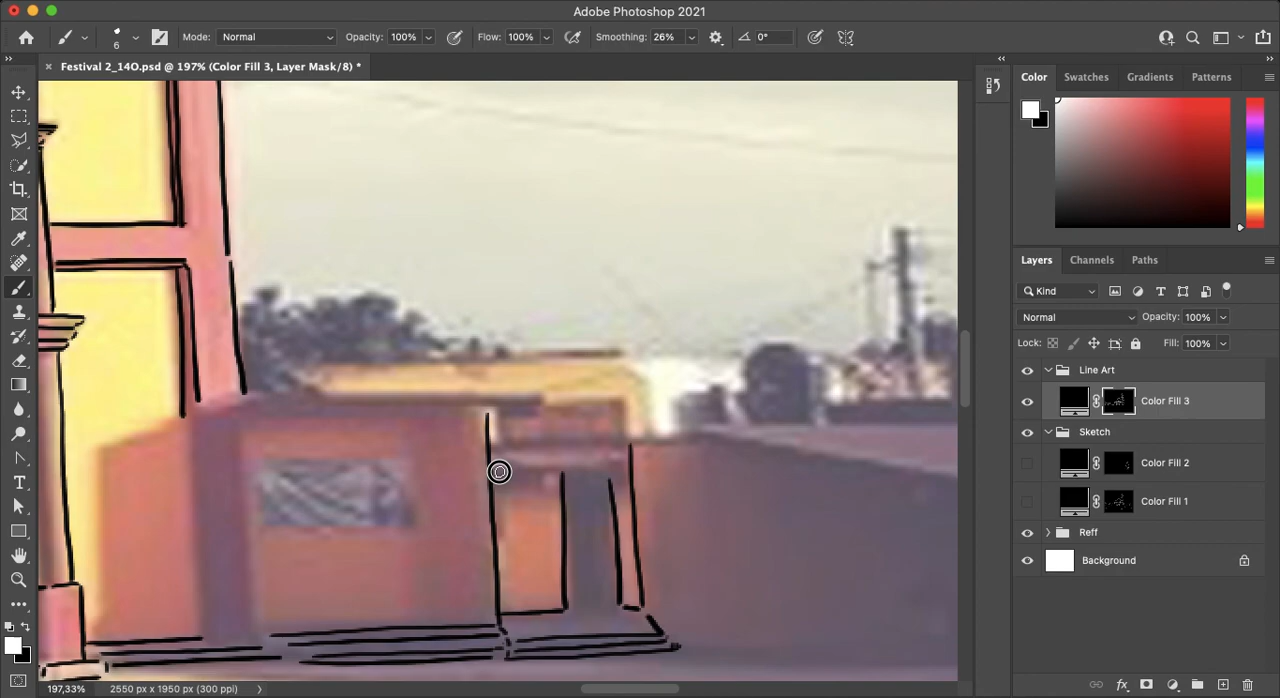 Adobe Photoshop 2021
6
Mode: Normal
Opacity: 100%
Flow: 100%
Smoothing: 26%
0°
Festival 2_14O.psd @ 197% (Color Fill 3, Layer Mask/8) *
Color
Swatches
Gradients
Patterns
Layers
Channels
Paths
Kind
Normal
Opacity: 100%
Lock:
Fill: 100%
Line Art
Color Fill 3
Sketch
Color Fill 2
Color Fill 1
Reff
Background
197,33%
2550 px x 1950 px (300 ppi)